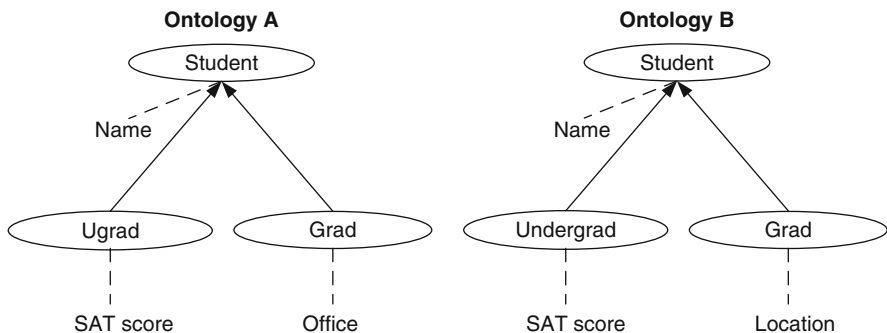 Ontology A
Ontology B
Student
Student
Name
Name
Ugrad
Grad
Undergrad
Grad
SAT score
Office
SAT score
Location